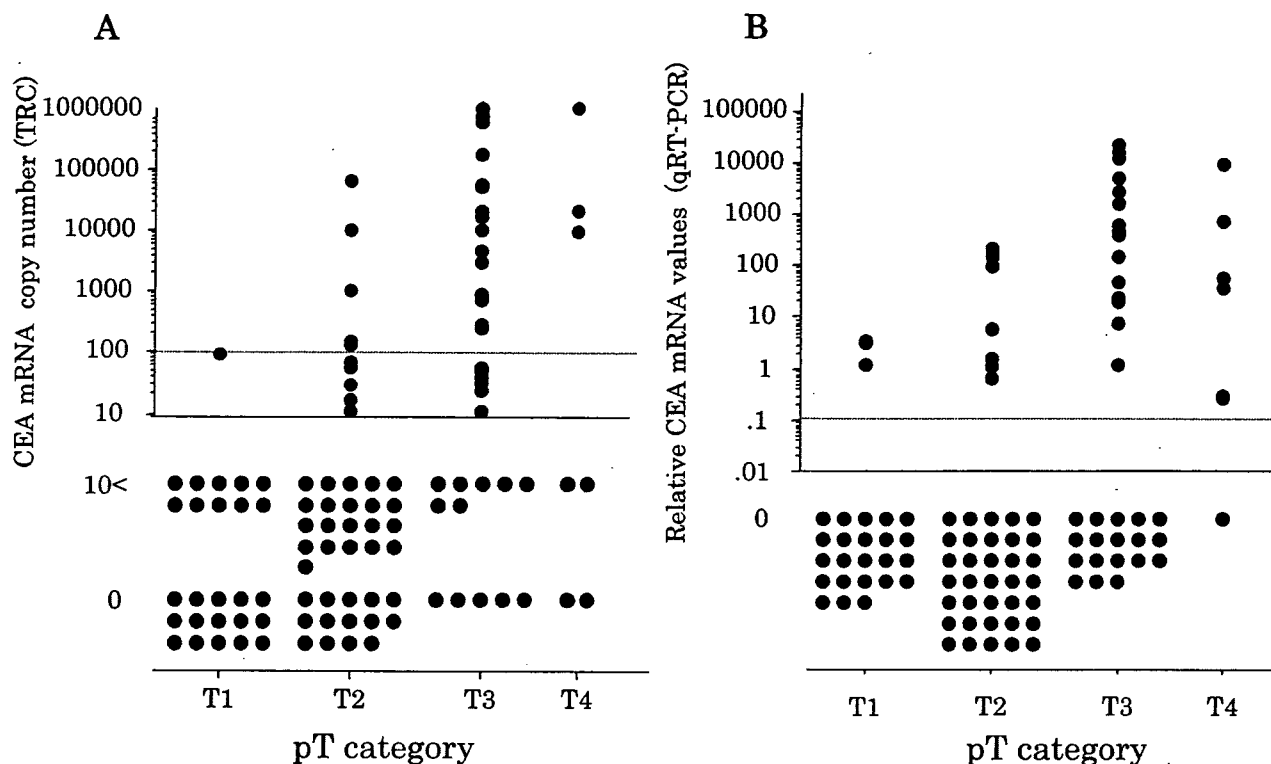 A
CEA mRNA copy number (TRC)
1000000
100000
10000
1000
100
10
10<
0
T1 T2 T3 T4
pT category
B
Relative CEA mRNA values (qRT-PCR)
100000
10000
1000
100
10
1
.1
.01
0
T1 T2 T3 T4
pT category